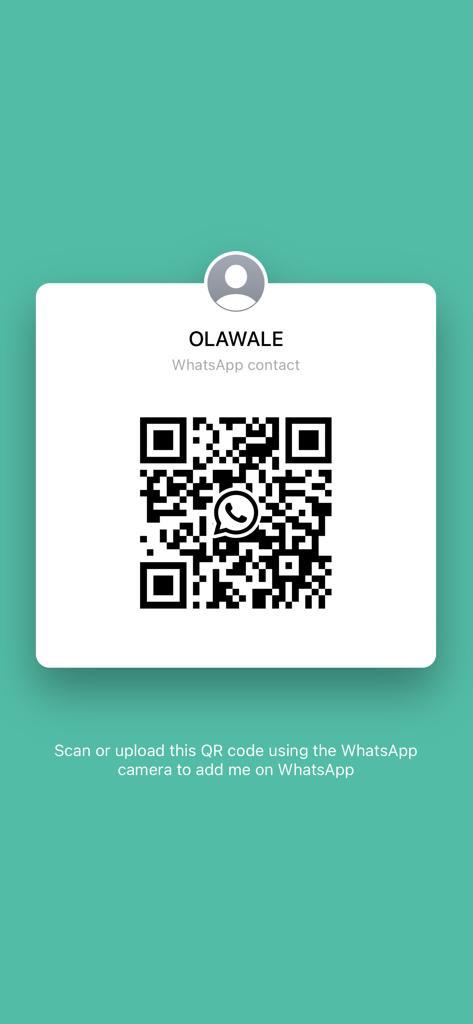 OLAWALE
WhatsApp contact
Scan or upload this QR code using the WhatsApp
camera to add me on WhatsApp